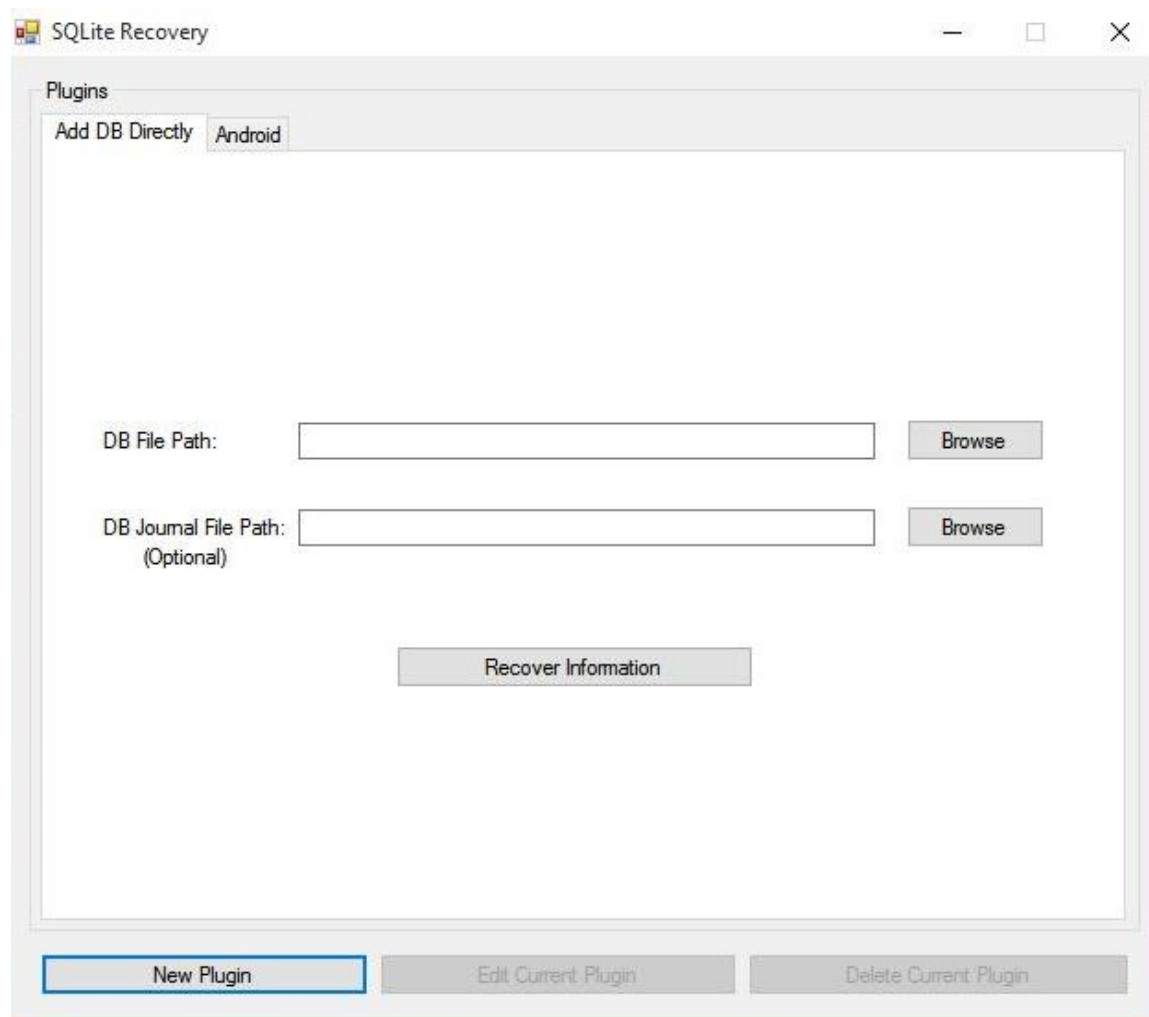 SQLite Recovery
Plugins
Add DB Directly Android
DB File Path: Browse
DB Journal File Path: Browse
(Optional)
Recover Information
New Plugin Edit Current Plugin Delete Current Plugin